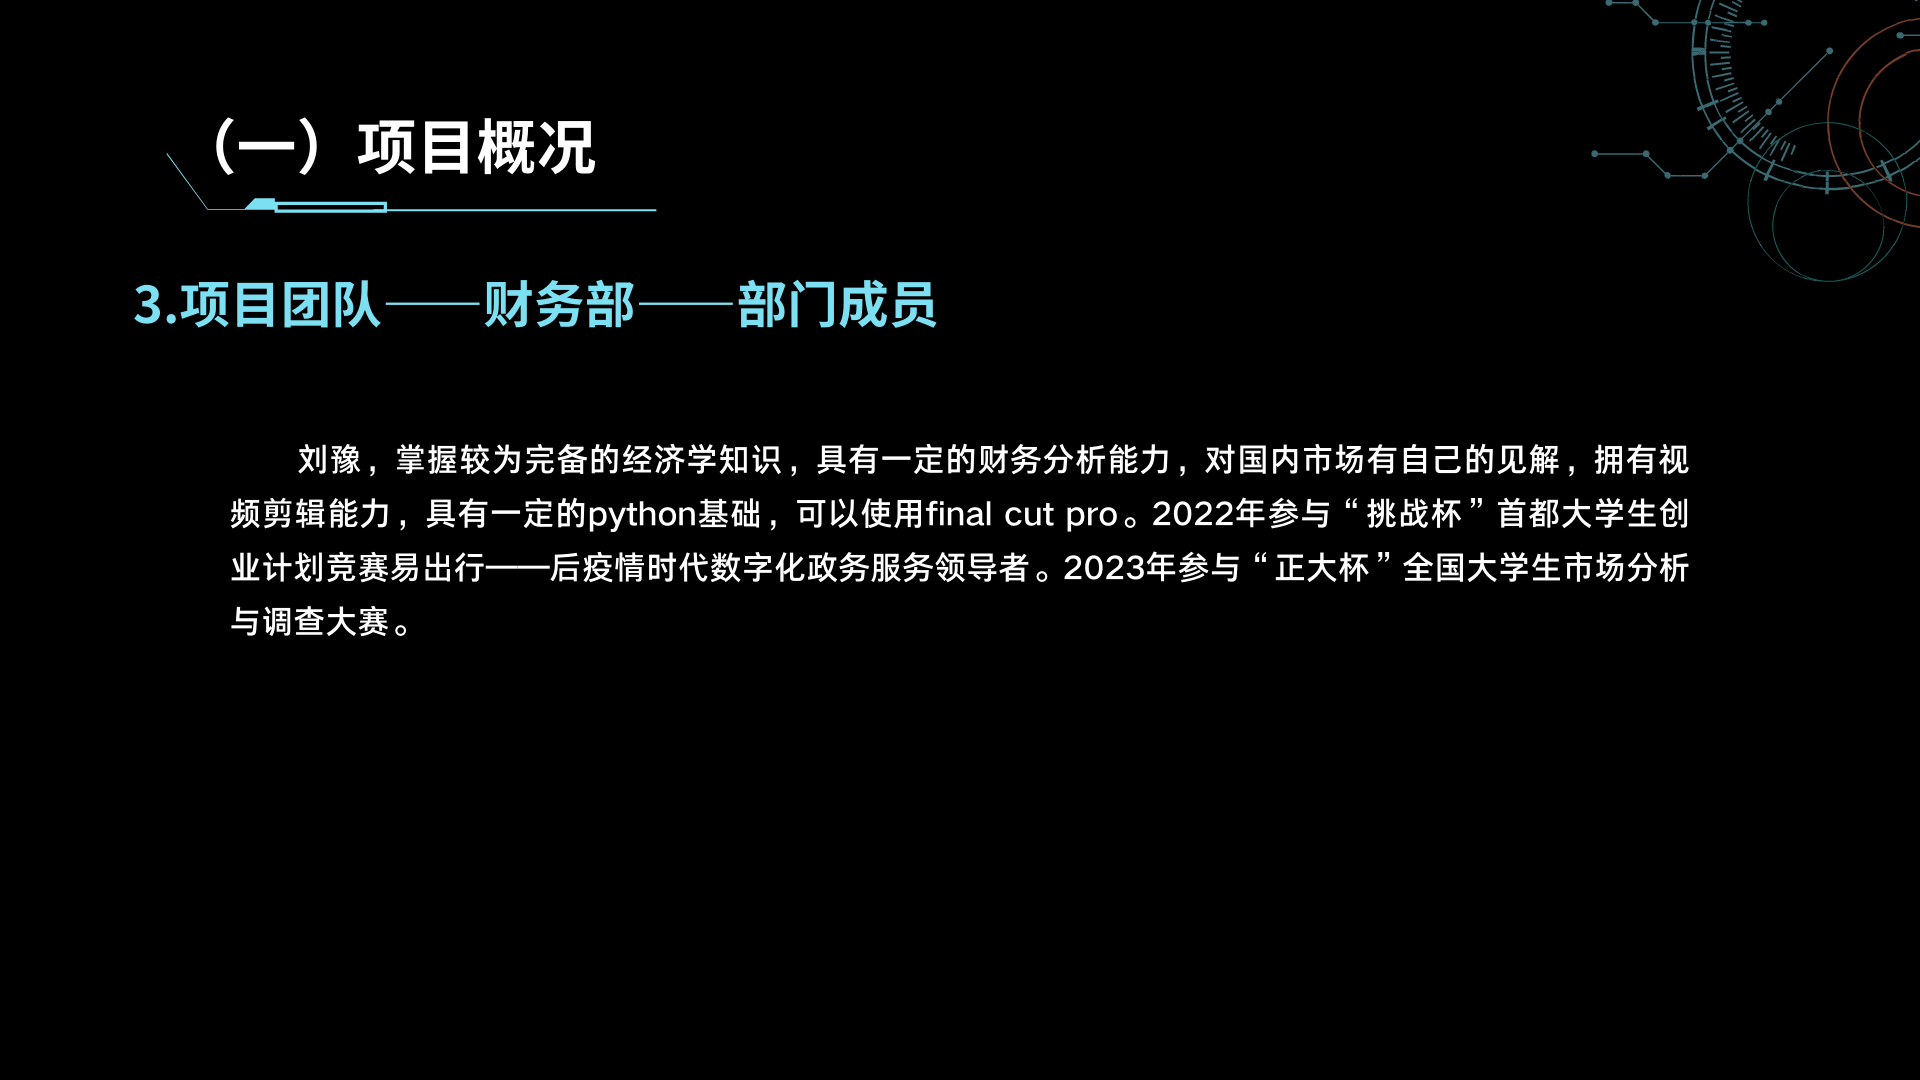 （一）项目概况
3.项目团队——财务部——部门成员
刘豫，掌握较为完备的经济学知识，具有一定的财务分析能力，对国内市场有自己的见解，拥有视
频剪辑能力，具有一定的python基础，可以使用final cut pro。2022年参与“挑战杯”首都大学生创
业计划竞赛易出行——后疫情时代数字化政务服务领导者。2023年参与“正大杯”全国大学生市场分析
与调查大赛。